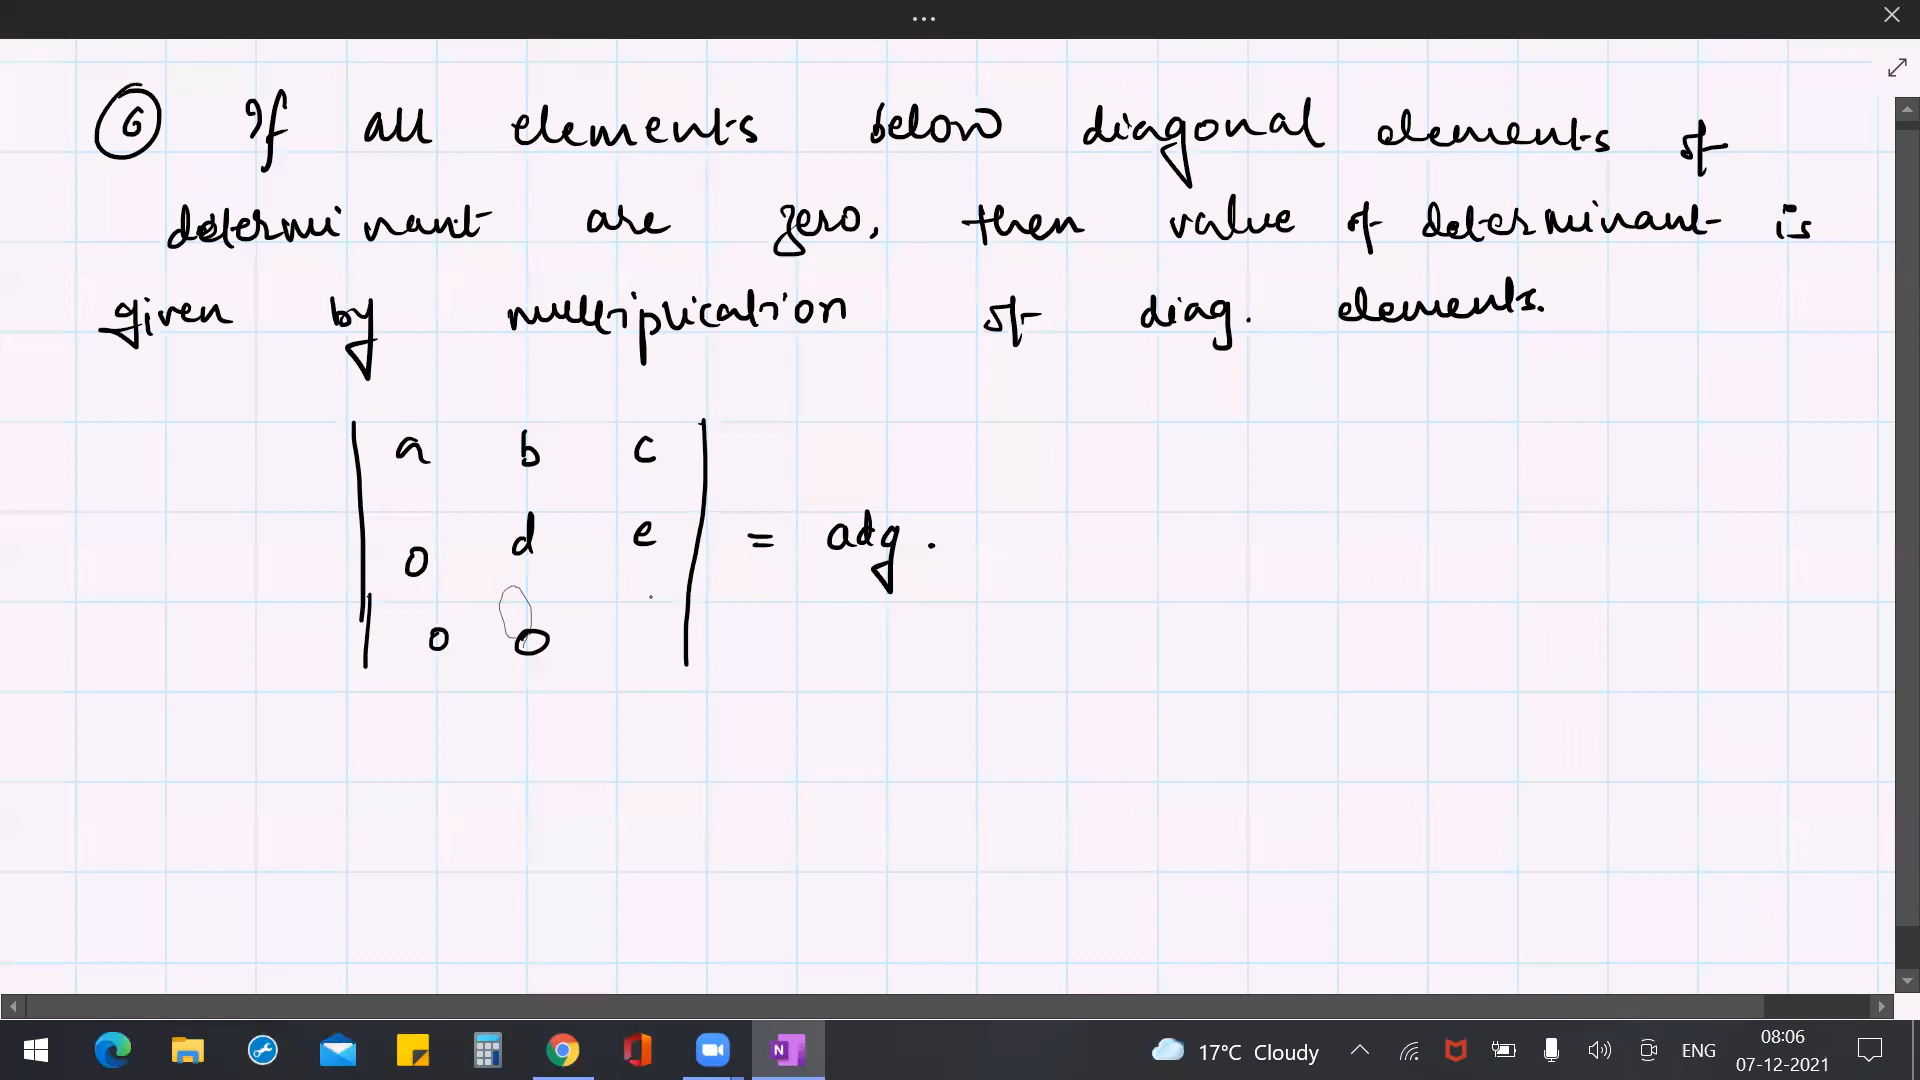 6 If all elements below diagonal elements of
determinant are zero, then value of determinant is
given by multiplication of diag. elements.
a b c
0 d e = adg.
0 0
17°C Cloudy
ENG
08:06
07-12-2021